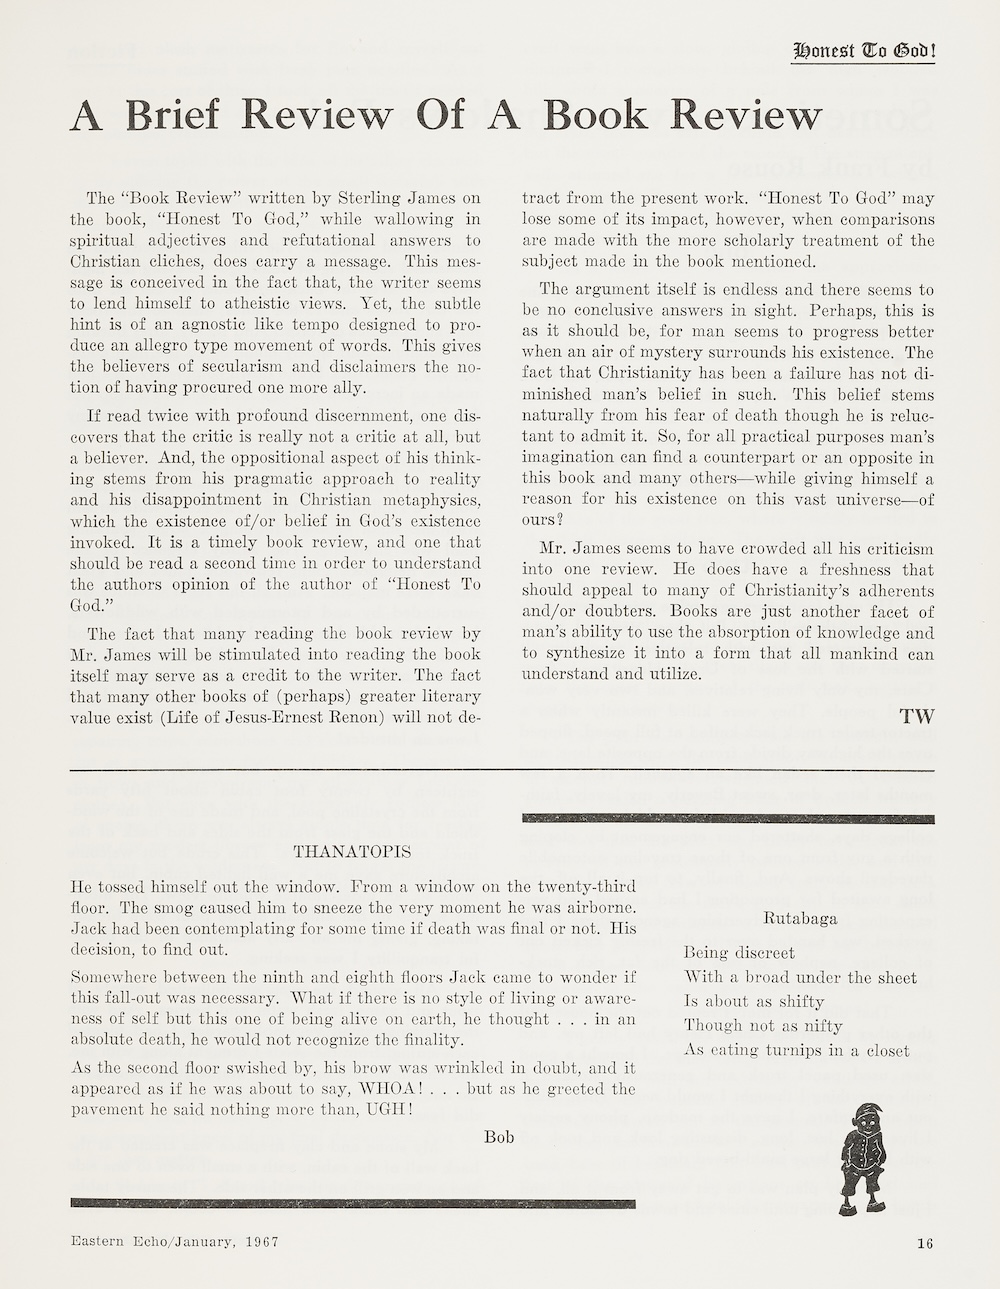 Honest To God!
A Brief Review Of A Book Review
The “Book Review” written by Sterling James on
the book, “Honest To God,” while wallowing in
spiritual adjectives and refutational answers to
Christian cliches, does carry a message. This mes-
sage is conceived in the fact that, the writer seems
to lend himself to atheistic views. Yet, the subtle
hint is of an agnostic like tempo designed to pro-
duce an allegro type movement of words. This gives
the believers of secularism and disclaimers the no-
tion of having procured one more ally.
If read twice with profound discernment, one dis-
covers that the critic is really not a critic at all, but
a believer. And, the oppositional aspect of his think-
ing stems from his pragmatic approach to reality
and his disappointment in Christian metaphysics,
which the existence of/or belief in God’s existence
invoked. It is a timely book review, and one that
should be read a second time in order to understand
the authors opinion of the author of “Honest To
God.”
The fact that many reading the book review by
Mr. James will be stimulated into reading the book
itself may serve as a credit to the writer. The fact
that many other books of (perhaps) greater literary
value exist (Life of Jesus-Ernest Renon) will not de-
tract from the present work. “Honest To God” may
lose some of its impact, however, when comparisons
are made with the more scholarly treatment of the
subject made in the book mentioned.
The argument itself is endless and there seems to
be no conclusive answers in sight. Perhaps, this is
as it should be, for man seems to progress better
when an air of mystery surrounds his existence. The
fact that Christianity has been a failure has not di-
minished man’s belief in such. This belief stems
naturally from his fear of death though he is reluc-
tant to admit it. So, for all practical purposes man’s
imagination can find a counterpart or an opposite in
this book and many others—while giving himself a
reason for his existence on this vast universe—of
ours?
Mr. James seems to have crowded all his criticism
into one review. He does have a freshness that
should appeal to many of Christianity’s adherents
and/or doubters. Books are just another facet of
man’s ability to use the absorption of knowledge and
to synthesize it into a form that all mankind can
understand and utilize.
TW
THANATOPIS
He tossed himself out the window. From a window on the twenty-third
floor. The smog caused him to sneeze the very moment he was airborne.
Jack had been contemplating for some time if death was final or not. His
decision, to find out.
Somewhere between the ninth and eighth floors Jack came to wonder if
this fall-out was necessary. What if there is no style of living or aware-
ness of self but this one of being alive on earth, he thought . . . in an
absolute death, he would not recognize the finality.
As the second floor swished by, his brow was wrinkled in doubt, and it
appeared as if he was about to say, WHOA! . . . but as he greeted the
pavement he said nothing more than, UGH!
Bob
Rutabaga
Being discreet
With a broad under the sheet
Is about as shifty
Though not as nifty
As eating turnips in a closet
Eastern Echo/January, 1967
16